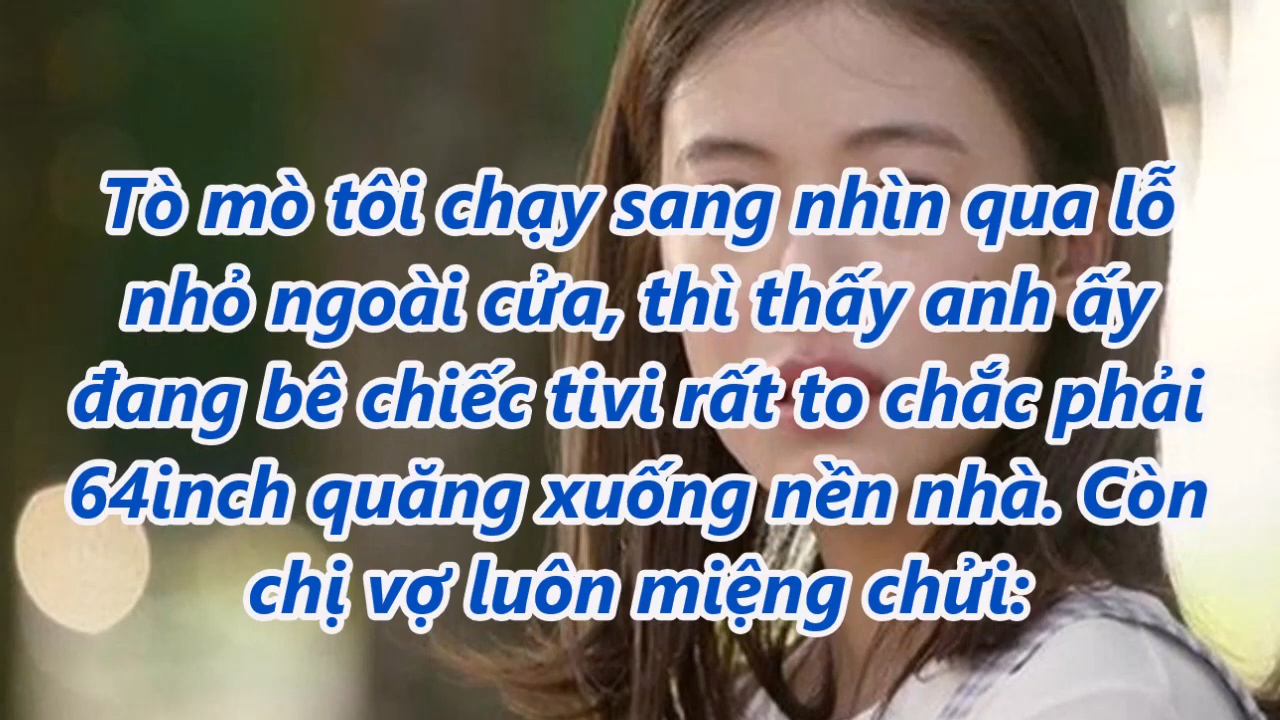 Tò mò tôi chạy sang nhìn qua lỗ
nhỏ ngoài cửa, thì thấy anh ấy
đang bê chiếc tivi rất to chắc phải
64inch quăng xuống nền nhà. Còn
chị vợ luôn miệng chửi: